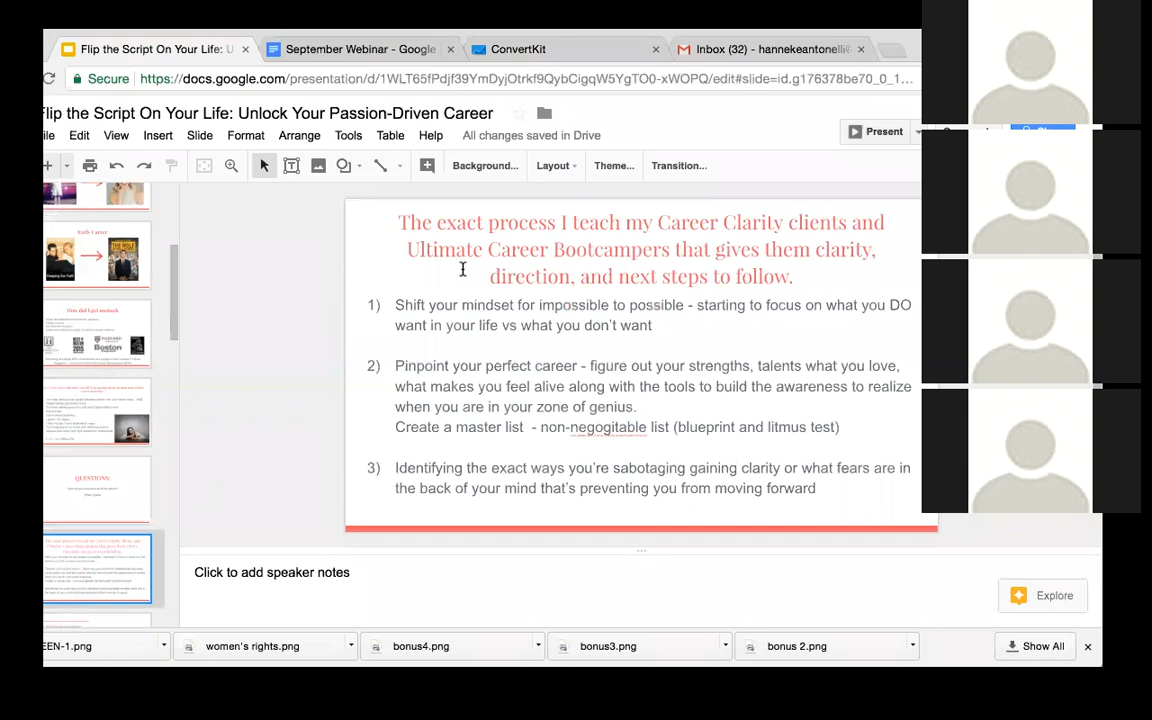 Flip the Script On Your Life: U
September Webinar - Google
ConvertKit
Inbox (32) - hannekeantonelli@
Secure
https://docs.google.com/presentation/d/1WLT65fPdjf39YmDyjOtrkf9QybCigqW5YgTO0-xWOPQ/edit#slide=id.g176378be70_0_1...
lip the Script On Your Life: Unlock Your Passion-Driven Career
ile Edit View Insert Slide Format Arrange Tools Table Help All changes saved in Drive
Present
Background... Layout Theme... Transition...
Early Career
How did I get unstuck
QUESTIONS:
The exact process I teach my Career Clarity clients and
Ultimate Career Bootcampers that gives them clarity,
direction, and next steps to follow.
1) Shift your mindset for impossible to possible - starting to focus on what you DO
want in your life vs what you don't want
2) Pinpoint your perfect career - figure out your strengths, talents what you love,
what makes you feel alive along with the tools to build the awareness to realize
when you are in your zone of genius.
Create a master list - non-negogitable list (blueprint and litmus test)
3) Identifying the exact ways you're sabotaging gaining clarity or what fears are in
the back of your mind that's preventing you from moving forward
Click to add speaker notes
Explore
EEN-1.png
women's rights.png
bonus4.png
bonus3.png
bonus 2.png
Show All